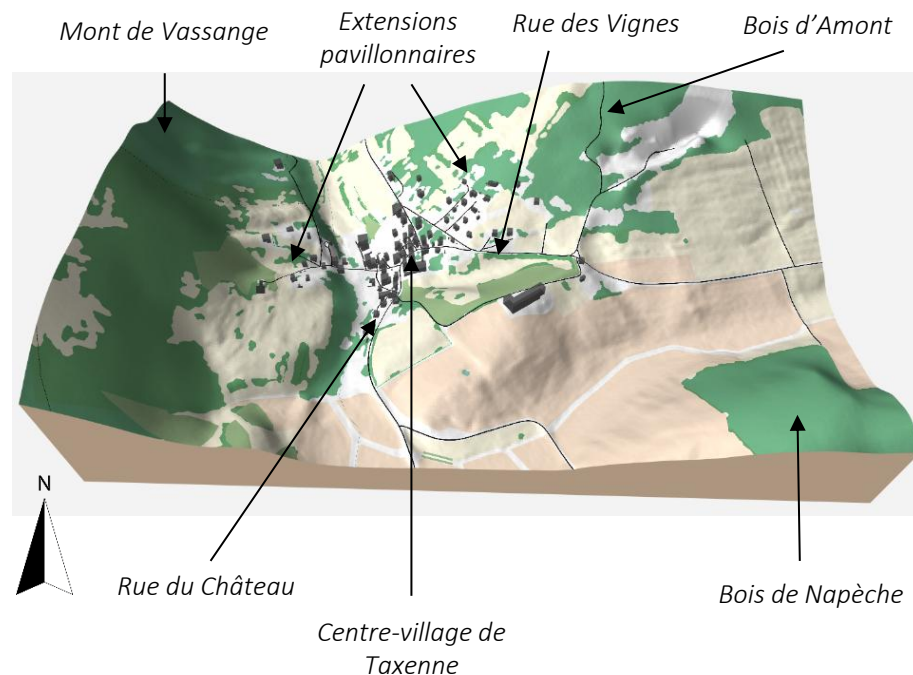 Mont de Vassange
Extensions
pavillonnaires
Rue des Vignes
Bois d’Amont
N
Rue du Château
Centre-village de
Taxenne
Bois de Napèche